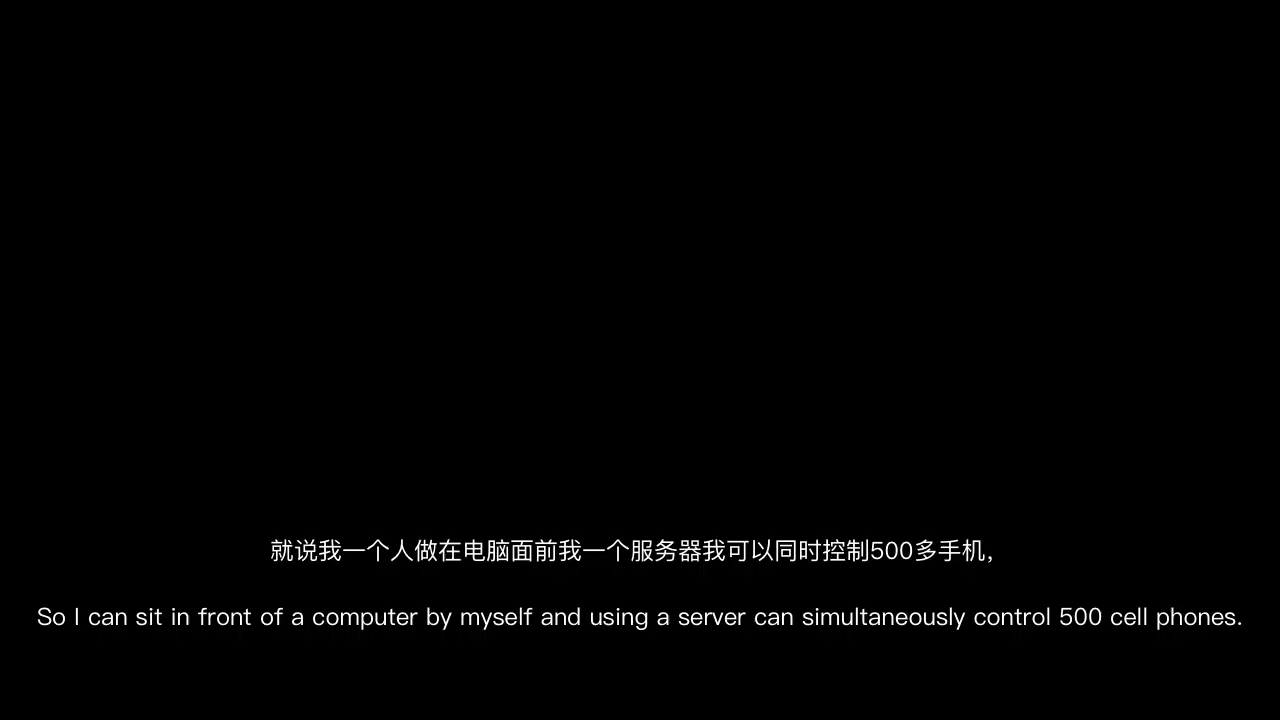 就说我一个人做在电脑面前我一个服务器我可以同时控制500多手机，
So I can sit in front of a computer by myself and using a server can simultaneously control 500 cell phones.